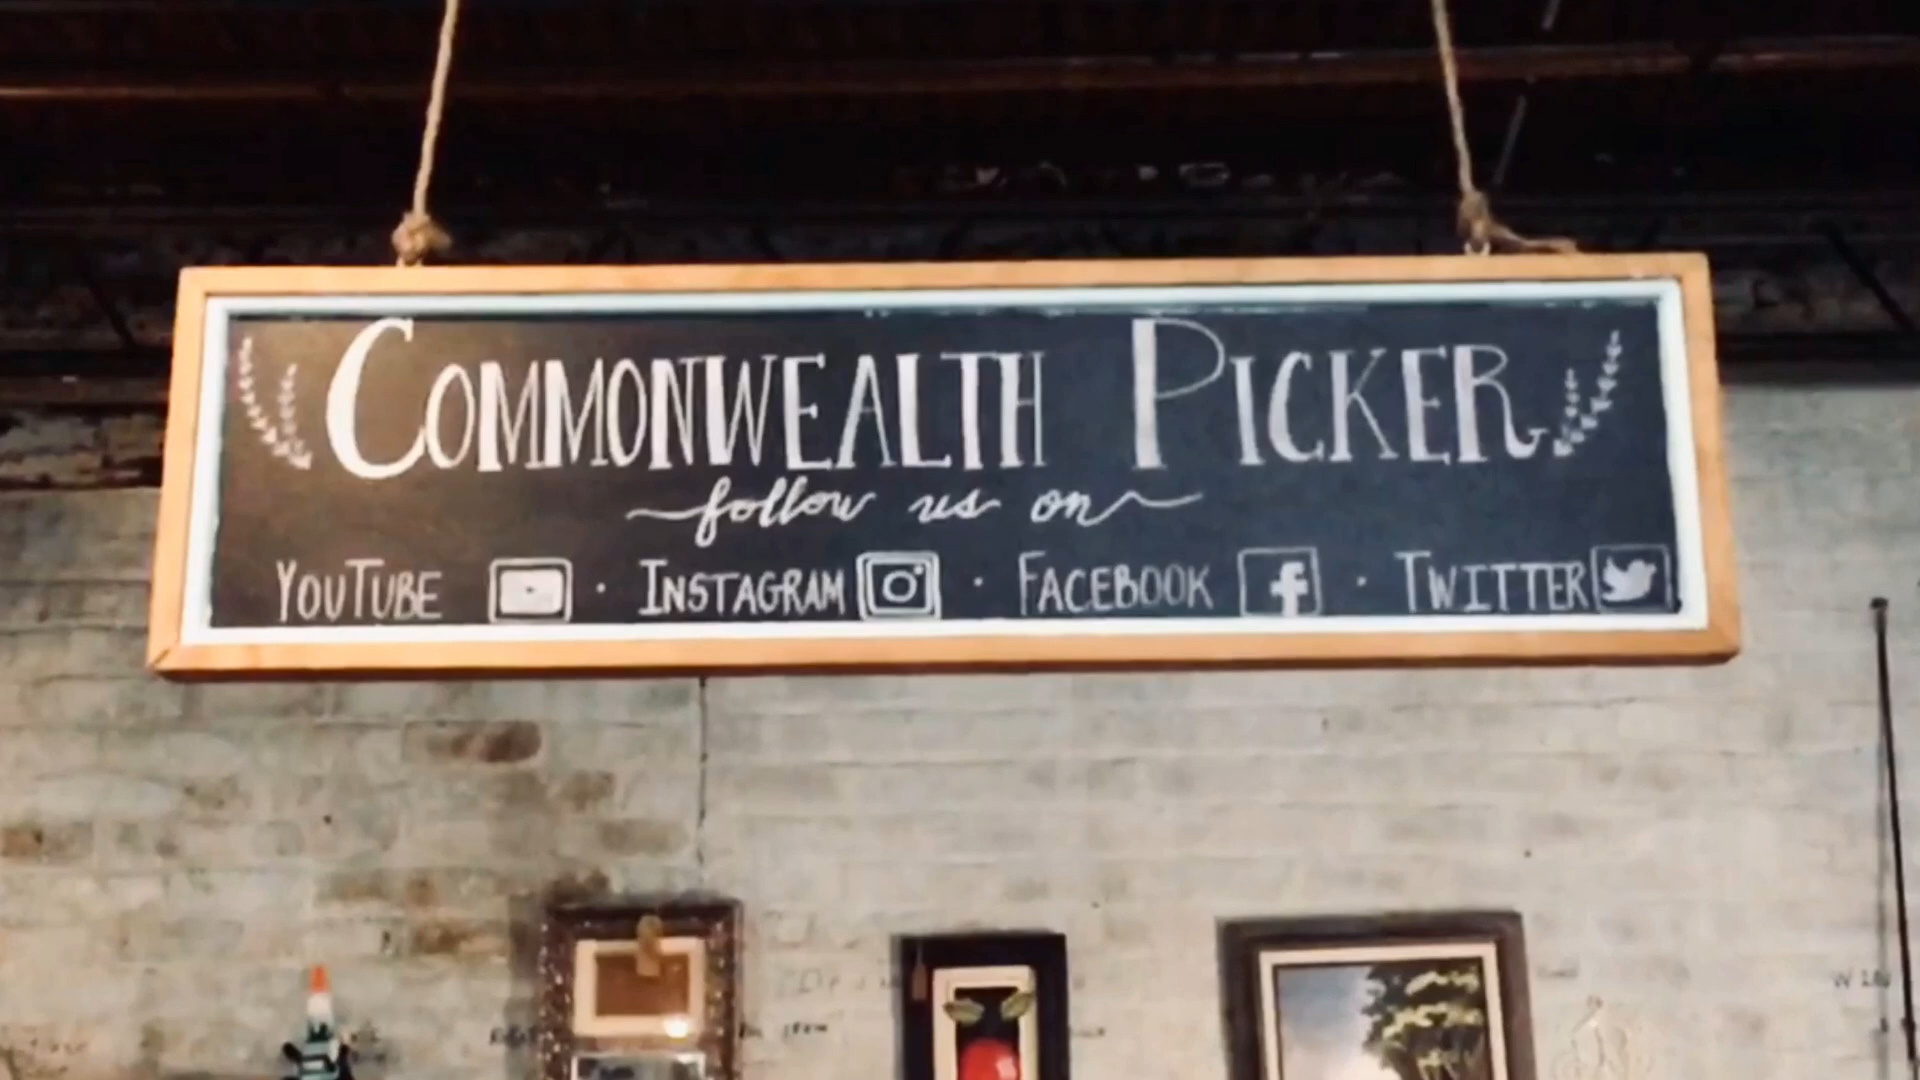 COMMONWEALTH PICKER
follow us on
YOUTUBE · INSTAGRAM · FACEBOOK · TWITTER